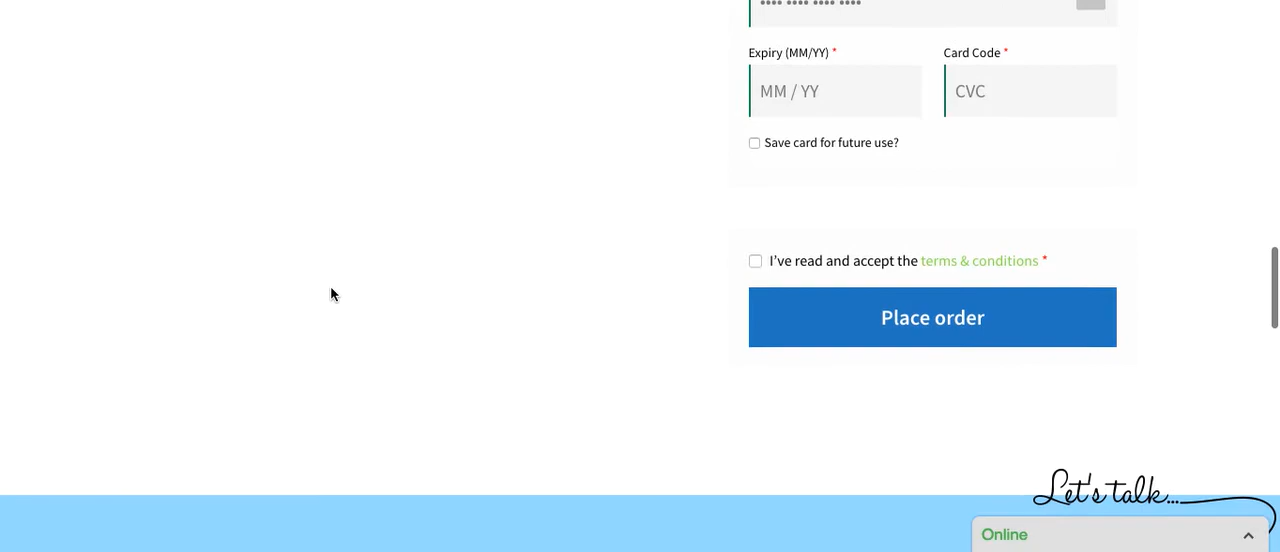 •••• •••• •••• ••••
Expiry (MM/YY) * Card Code *
MM / YY CVC
Save card for future use?
I've read and accept the terms & conditions *
Place order
Let's talk...
Online